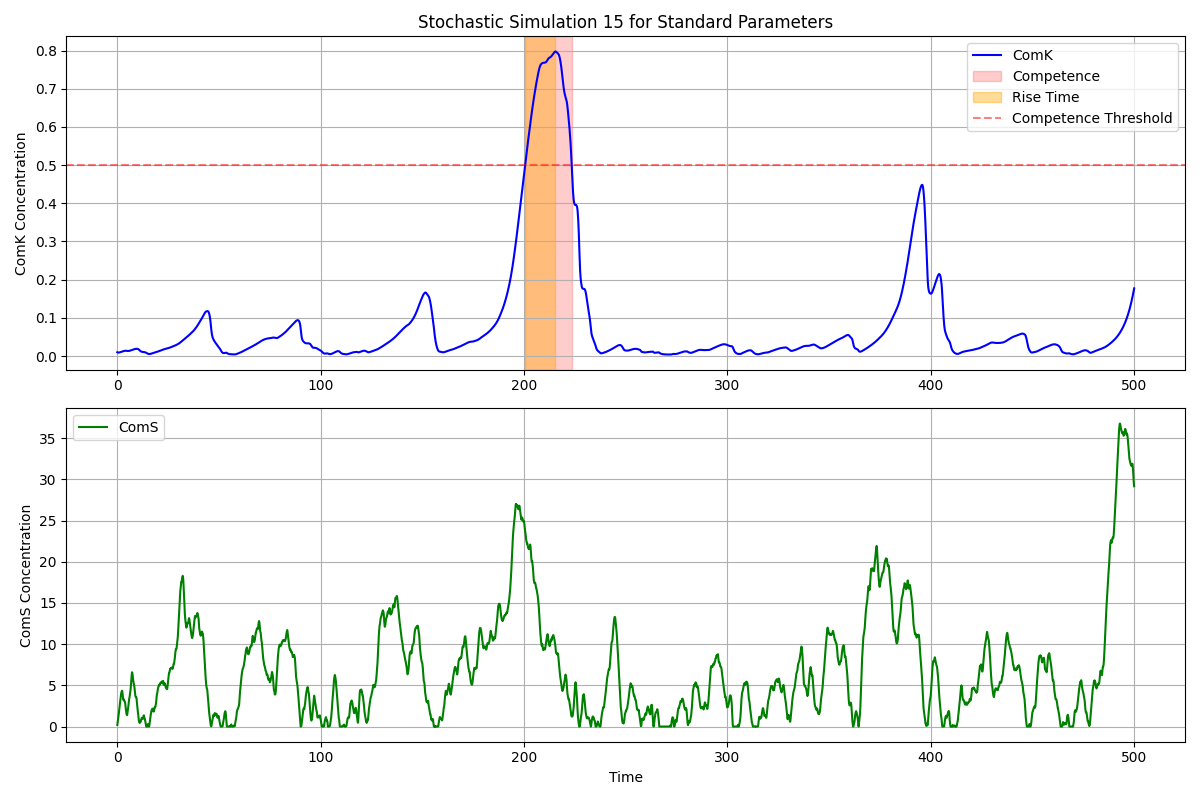 Stochastic Simulation 15 for Standard Parameters
ComK Concentration
0.8
0.7
0.6
0.5
0.4
0.3
0.2
0.1
0.0
ComK
Competence
Rise Time
Competence Threshold
0 100 200 300 400 500
ComS Concentration
35
30
25
20
15
10
5
0
ComS
0 100 200 300 400 500
Time